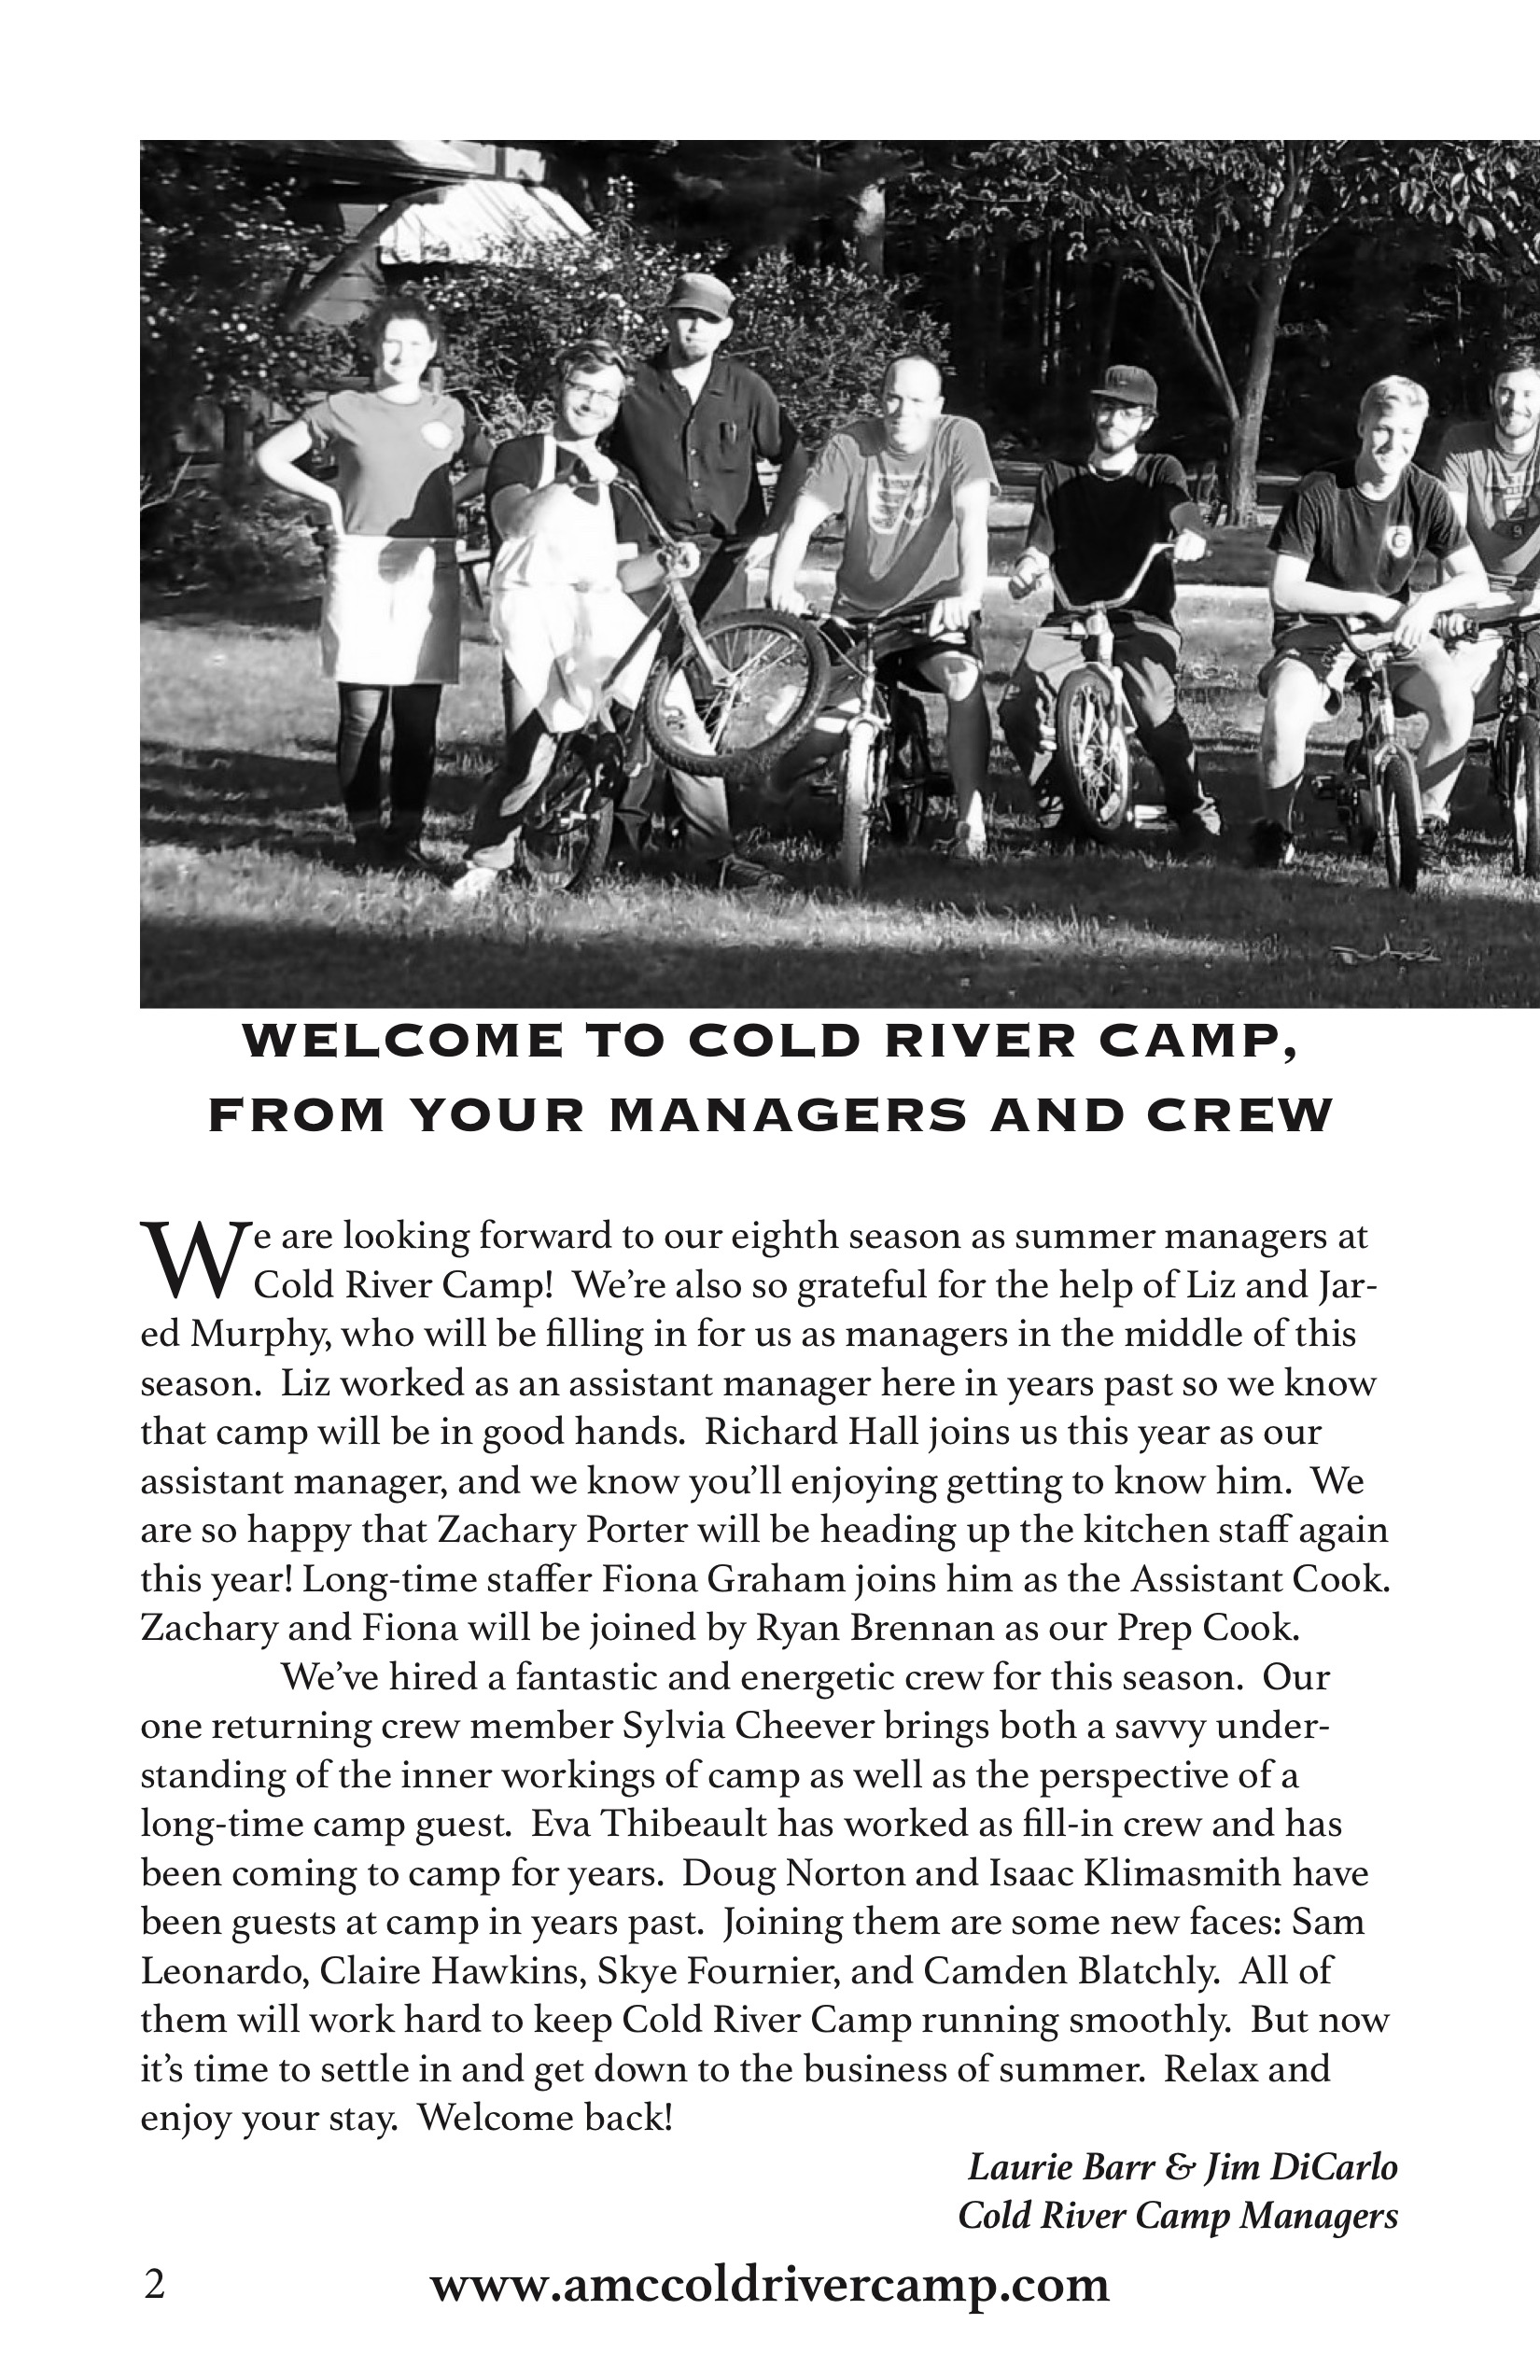 WELCOME TO COLD RIVER CAMP,
FROM YOUR MANAGERS AND CREW
We are looking forward to our eighth season as summer managers at
Cold River Camp!  We’re also so grateful for the help of Liz and Jar-
ed Murphy, who will be filling in for us as managers in the middle of this
season.  Liz worked as an assistant manager here in years past so we know
that camp will be in good hands.  Richard Hall joins us this year as our
assistant manager, and we know you’ll enjoying getting to know him.  We
are so happy that Zachary Porter will be heading up the kitchen staff again
this year! Long-time staffer Fiona Graham joins him as the Assistant Cook.
Zachary and Fiona will be joined by Ryan Brennan as our Prep Cook.
We’ve hired a fantastic and energetic crew for this season.  Our
one returning crew member Sylvia Cheever brings both a savvy under-
standing of the inner workings of camp as well as the perspective of a
long-time camp guest.  Eva Thibeault has worked as fill-in crew and has
been coming to camp for years.  Doug Norton and Isaac Klimasmith have
been guests at camp in years past.  Joining them are some new faces: Sam
Leonardo, Claire Hawkins, Skye Fournier, and Camden Blatchly.  All of
them will work hard to keep Cold River Camp running smoothly.  But now
it’s time to settle in and get down to the business of summer.  Relax and
enjoy your stay.  Welcome back!
Laurie Barr & Jim DiCarlo
Cold River Camp Managers
2 www.amccoldrivercamp.com